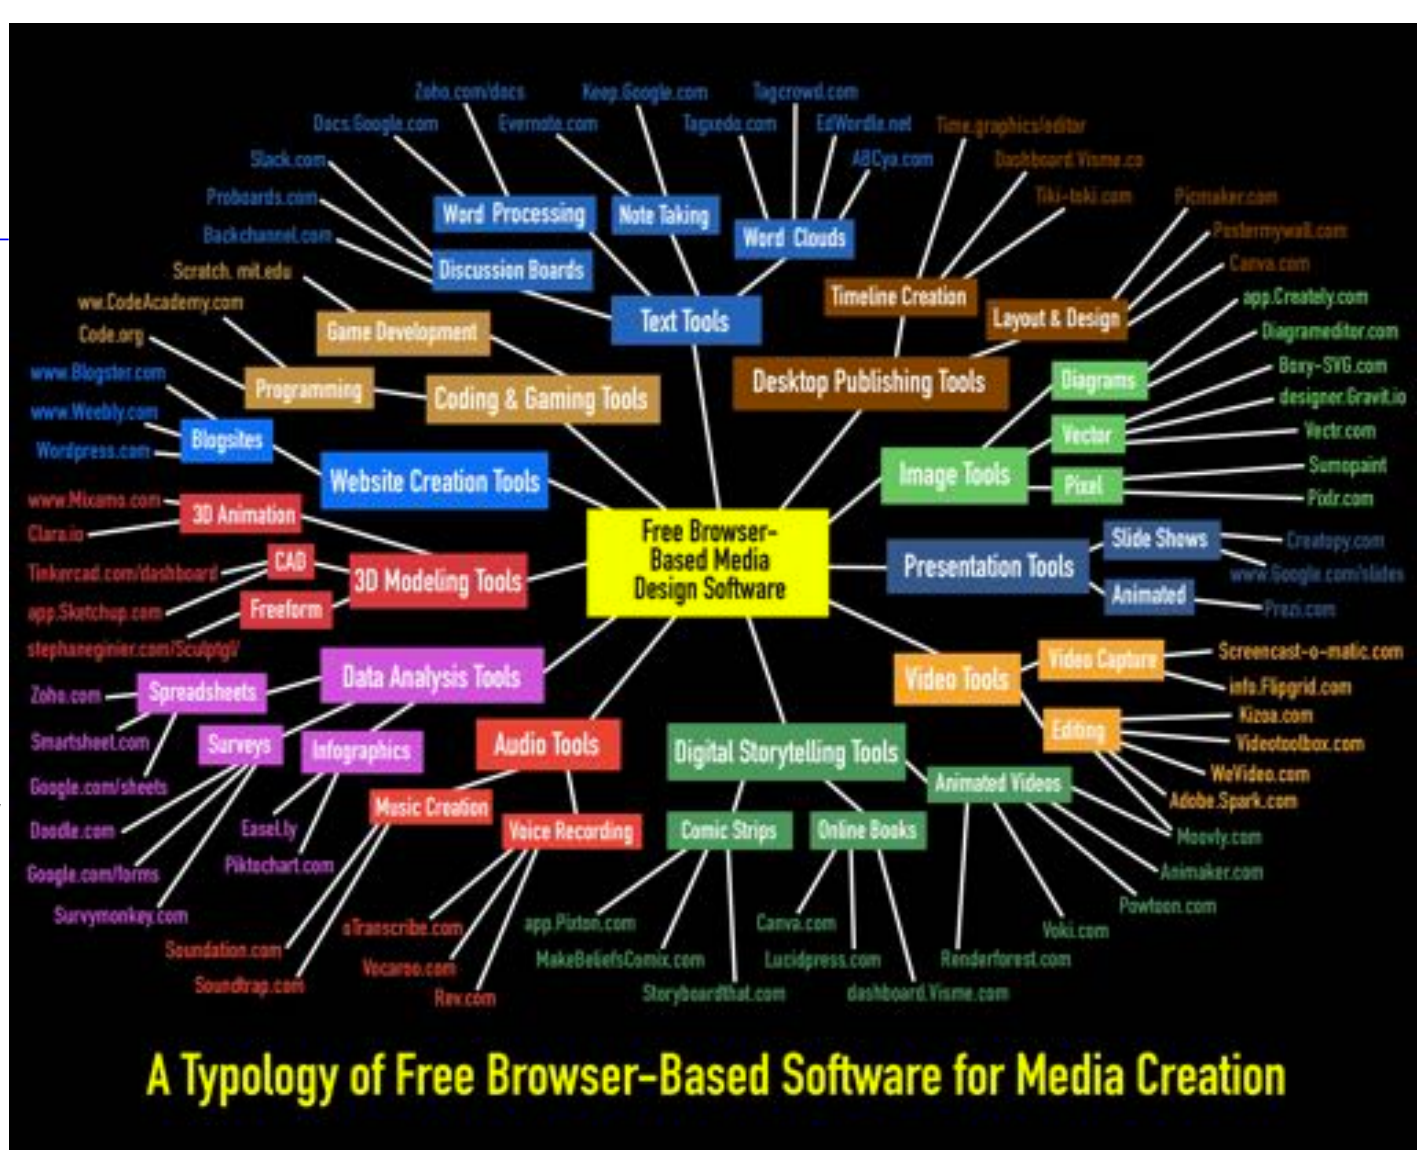 Zoho.com/docs
Keep.Google.com
Tagcrowd.com
Docs.Google.com
Evernote.com
Tagxedo.com
EdWordle.net
Time.graphics/editor
Slack.com
ABCya.com
Dashboard.Visme.co
Proboards.com
Tiki-toki.com
Picmaker.com
Word Processing
Note Taking
Word Clouds
Backchannel.com
Postermywall.com
Scratch. mit.edu
Discussion Boards
Canva.com
ww.CodeAcademy.com
Timeline Creation
app.Creately.com
Code.org
Game Development
Text Tools
Layout & Design
Diagrameditor.com
www.Blogster.com
Programming
Coding & Gaming Tools
Desktop Publishing Tools
Diagrams
Boxy-SVG.com
designer.Gravit.io
www.Weebly.com
Blogsites
Vector
Vectr.com
Wordpress.com
Website Creation Tools
Image Tools
Sumopaint
Pixel
Pixlr.com
www.Mixamo.com
3D Animation
Clara.io
Free Browser-
Based Media
Design Software
Slide Shows
Creatopy.com
CAD
Tinkercad.com/dashboard
3D Modeling Tools
Presentation Tools
www.Google.com/slides
app.Sketchup.com
Freeform
Animated
Prezi.com
stephaneginier.com/Sculptgl/
Video Capture
Screencast-o-matic.com
Zoho.com
Spreadsheets
Data Analysis Tools
Video Tools
info.Flipgrid.com
Kizoa.com
Smartsheet.com
Surveys
Infographics
Audio Tools
Digital Storytelling Tools
Editing
Videotoolbox.com
WeVideo.com
Google.com/sheets
Animated Videos
Adobe.Spark.com
Music Creation
Doodle.com
Easel.ly
Voice Recording
Comic Strips
Online Books
Moovly.com
Google.com/forms
Piktochart.com
Animaker.com
Powtoon.com
Survymonkey.com
oTranscribe.com
app.Pixton.com
Canva.com
Voki.com
Soundation.com
Vocaroo.com
MakeBeliefsComix.com
Lucidpress.com
Renderforest.com
Soundtrap.com
Rev.com
Storyboardthat.com
dashboard.Visme.com
A Typology of Free Browser-Based Software for Media Creation